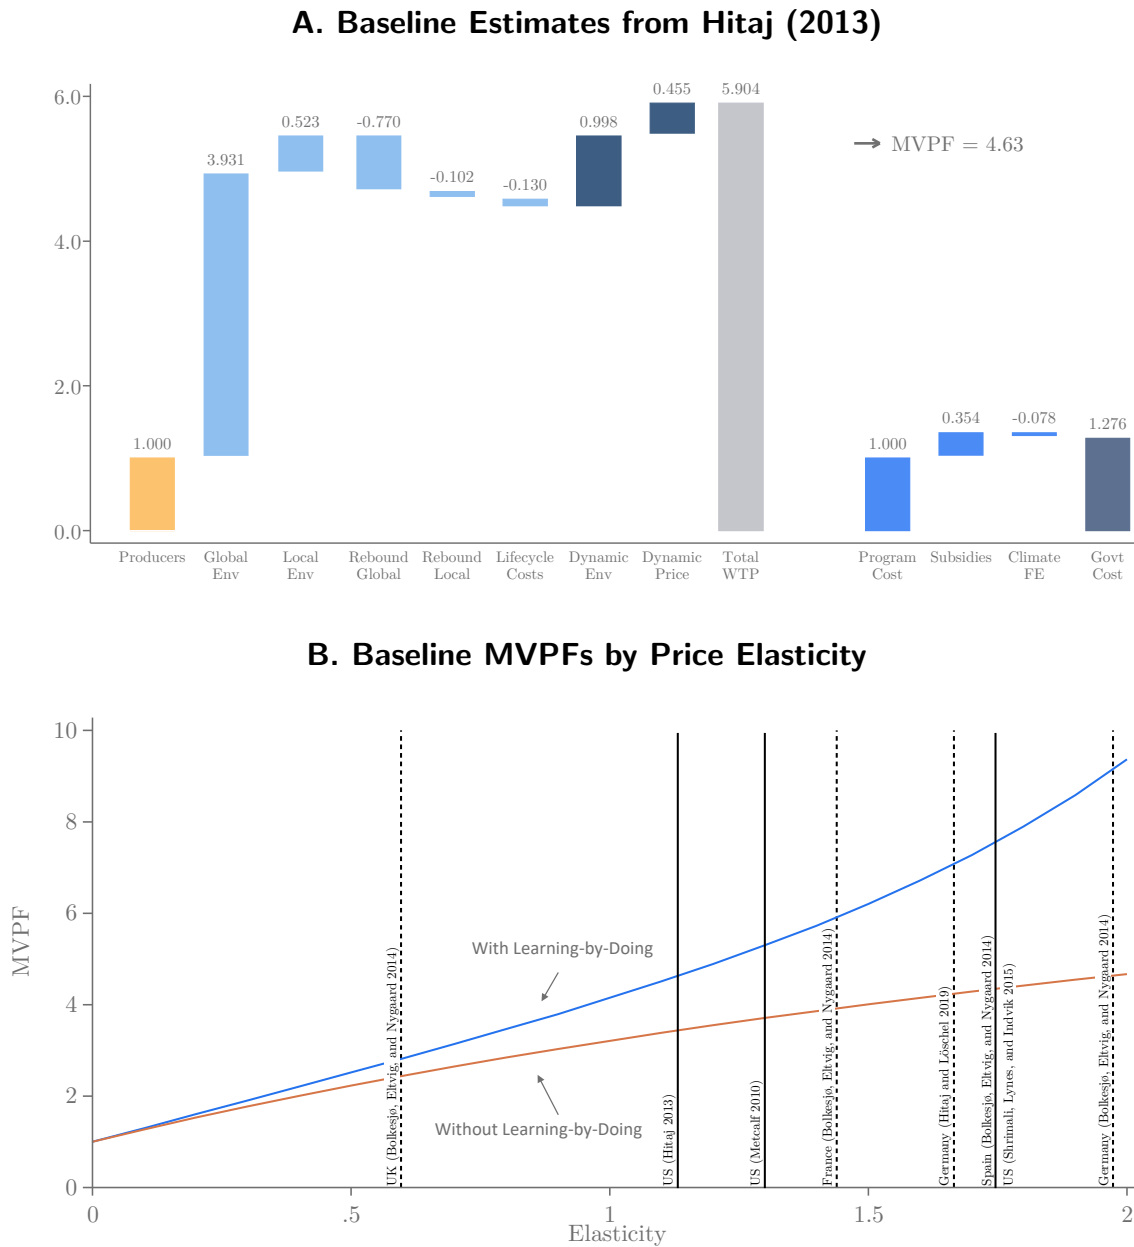 A. Baseline Estimates from Hitaj (2013)
6.0
4.0
2.0
0.0
1.000
3.931
0.523
-0.770
-0.102
-0.130
0.998
0.455
5.904
→ MVPF = 4.63
1.000
0.354
-0.078
1.276
Producers
Global
Env
Local
Env
Rebound
Global
Rebound
Local
Lifecycle
Costs
Dynamic
Env
Dynamic
Price
Total
WTP
Program
Cost
Subsidies
Climate
FE
Govt
Cost
B. Baseline MVPFs by Price Elasticity
MVPF
10
8
6
4
2
0
With Learning-by-Doing
Without Learning-by-Doing
UK (Bolkesjø, Eltvig, and Nygaard 2014)
US (Hitaj 2013)
US (Metcalf 2010)
France (Bolkesjø, Eltvig, and Nygaard 2014)
Germany (Hitaj and Löschel 2019)
Spain (Bolkesjø, Eltvig, and Nygaard 2014)
US (Shrimali, Lynes, and Indvik 2015)
Germany (Bolkesjø, Eltvig, and Nygaard 2014)
0
.5
1
1.5
2
Elasticity